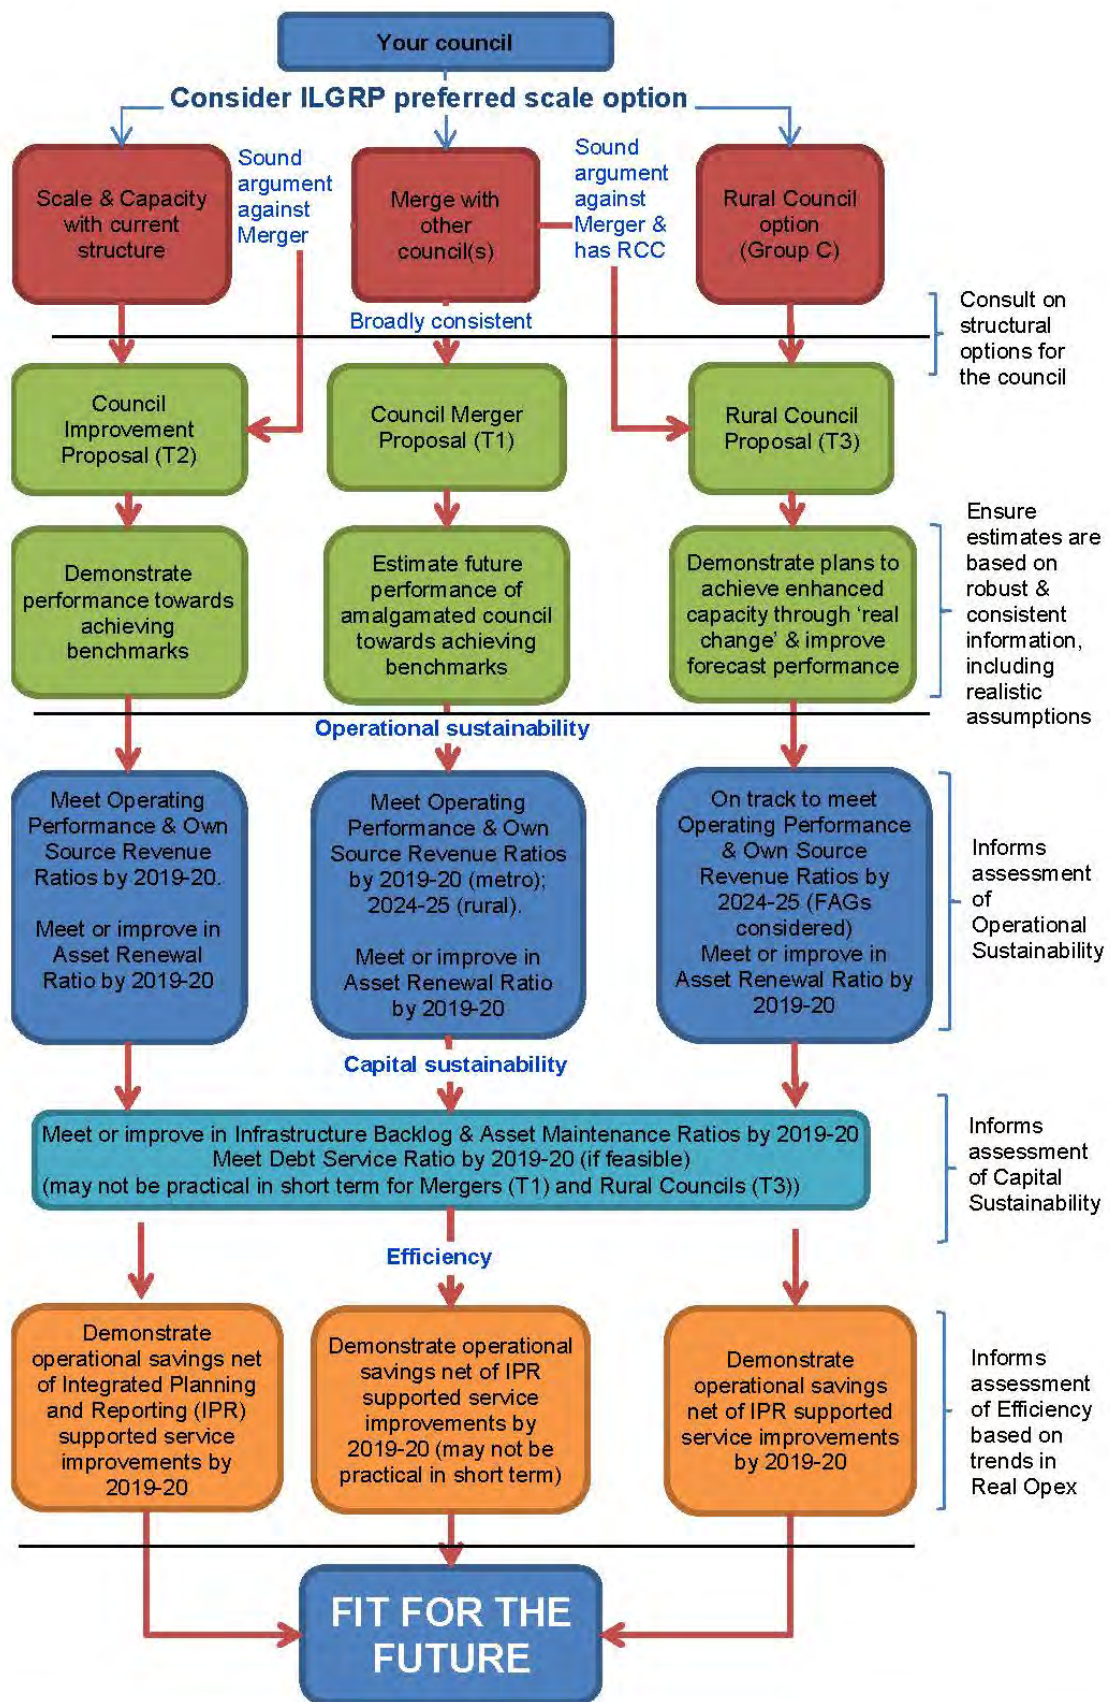 Your council
Consider ILGRP preferred scale option
Scale & Capacity
with current
structure
Sound
argument
against
Merger
Merge with
other
council(s)
Sound
argument
against
Merger &
has RCC
Rural Council
option
(Group C)
Broadly consistent
Consult on
structural
options for
the council
Council
Improvement
Proposal (T2)
Council Merger
Proposal (T1)
Rural Council
Proposal (T3)
Demonstrate
performance towards
achieving
benchmarks
Estimate future
performance of
amalgamated council
towards achieving
benchmarks
Demonstrate plans to
achieve enhanced
capacity through ‘real
change’ & improve
forecast performance
Ensure
estimates are
based on
robust &
consistent
information,
including
realistic
assumptions
Operational sustainability
Meet Operating
Performance & Own
Source Revenue
Ratios by 2019-20.
Meet or improve in
Asset Renewal
Ratio by 2019-20
Meet Operating
Performance & Own
Source Revenue Ratios
by 2019-20 (metro);
2024-25 (rural).
Meet or improve in
Asset Renewal Ratio
by 2019-20
On track to meet
Operating Performance
& Own Source
Revenue Ratios by
2024-25 (FAGs
considered)
Meet or improve in
Asset Renewal Ratio by
2019-20
Informs
assessment
of
Operational
Sustainability
Capital sustainability
Meet or improve in Infrastructure Backlog & Asset Maintenance Ratios by 2019-20
Meet Debt Service Ratio by 2019-20 (if feasible)
(may not be practical in short term for Mergers (T1) and Rural Councils (T3))
Informs
assessment
of Capital
Sustainability
Efficiency
Demonstrate
operational savings net
of Integrated Planning
and Reporting (IPR)
supported service
improvements by
2019-20
Demonstrate operational
savings net of IPR
supported service
improvements by
2019-20 (may not be
practical in short term)
Demonstrate
operational savings
net of IPR supported
service improvements
by 2019-20
Informs
assessment
of Efficiency
based on
trends in
Real Opex
FIT FOR THE
FUTURE